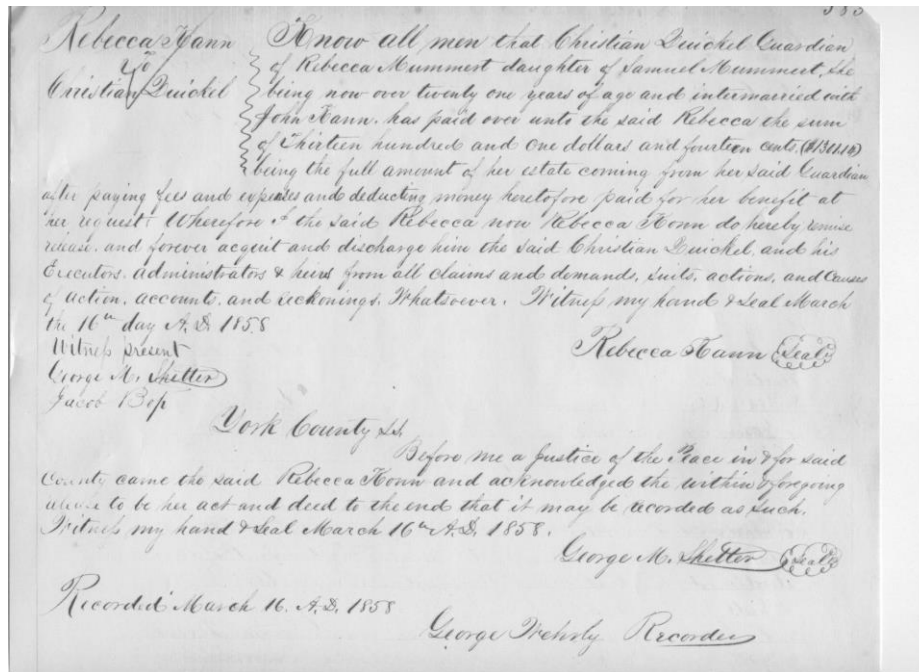 Rebecca Hann
To
Christian Quickel
Know all men that Christian Quickel Guardian
of Rebecca Mummert daughter of Samuel Mummert, she
being now over twenty one years of age and intermarried with
John Hann. has paid over unto the said Rebecca the sum
of Thirteen hundred and one dollars and fourteen cents. ($1301.14)
being the full amount of her estate coming from her said Guardian
after paying fees and expenses and deducting money heretofore paid for her benefit at
her request. Wherefore I the said Rebecca now Rebecca Hann do hereby remise
release. and forever acquit and discharge him the said Christian Quickel, and his
Executors. administrators & heirs from all claims and demands, suits, actions, and Causes
of action, accounts, and reckonings, Whatsoever. Witness my hand & Seal March
the 16th day A.D. 1858
Witness present
Rebecca Hann Seal
George M. Shetter
Jacob Boss
York County SS.
Before me a Justice of the Peace in & for said
County came the said Rebecca Hann and acknowledged the within & foregoing
release to be her act and deed to the end that it may be recorded as such.
Witness my hand & Seal March 16th A.D. 1858.
George M. Shetter Seal
Recorded March 16. A.D. 1858
George Wehrly Recorder